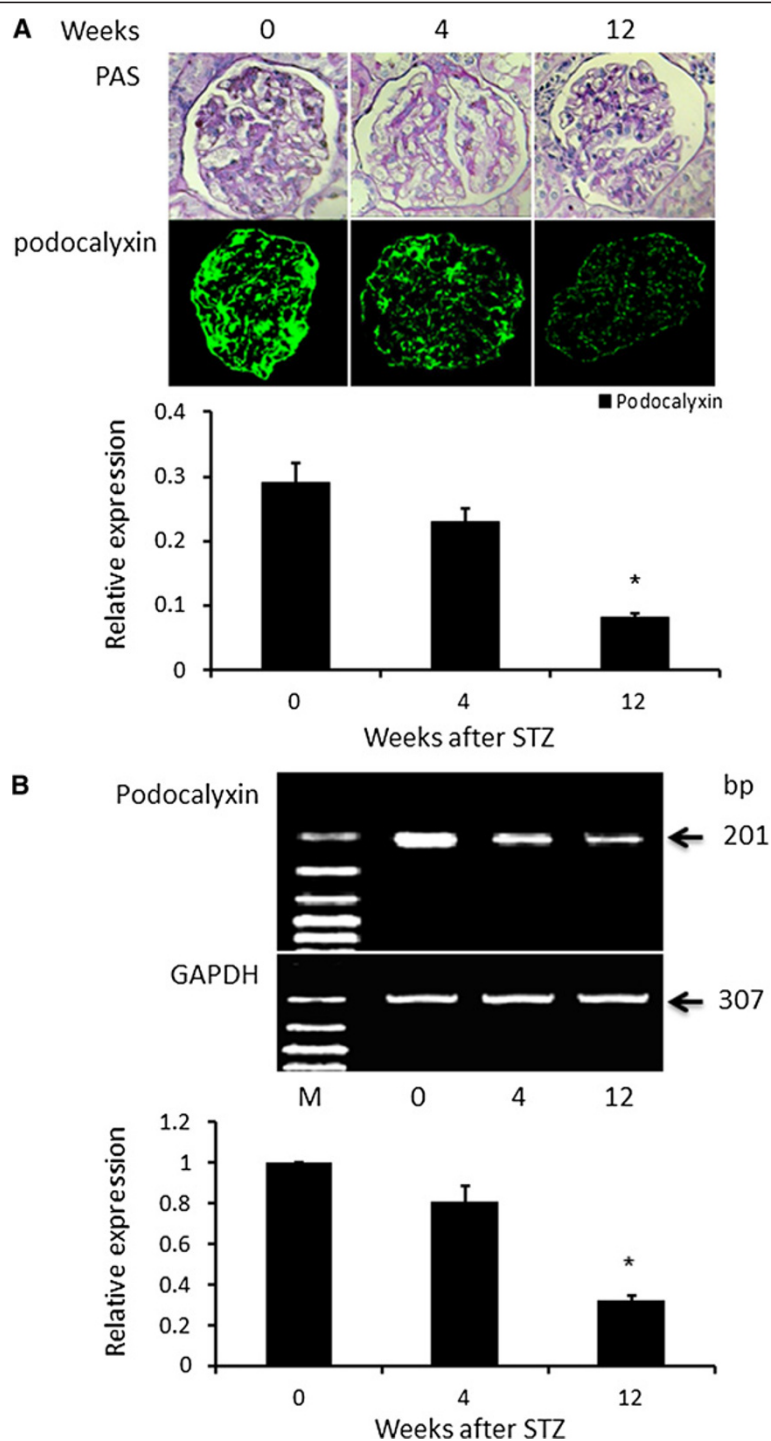 A Weeks 0 4 12
PAS
podocalyxin
Podocalyxin
0.4
0.3
0.2
0.1
0
Relative expression
*
0 4 12
Weeks after STZ
B
Podocalyxin
bp
201
GAPDH
307
M 0 4 12
1.2
1
0.8
0.6
0.4
0.2
0
Relative expression
*
0 4 12
Weeks after STZ